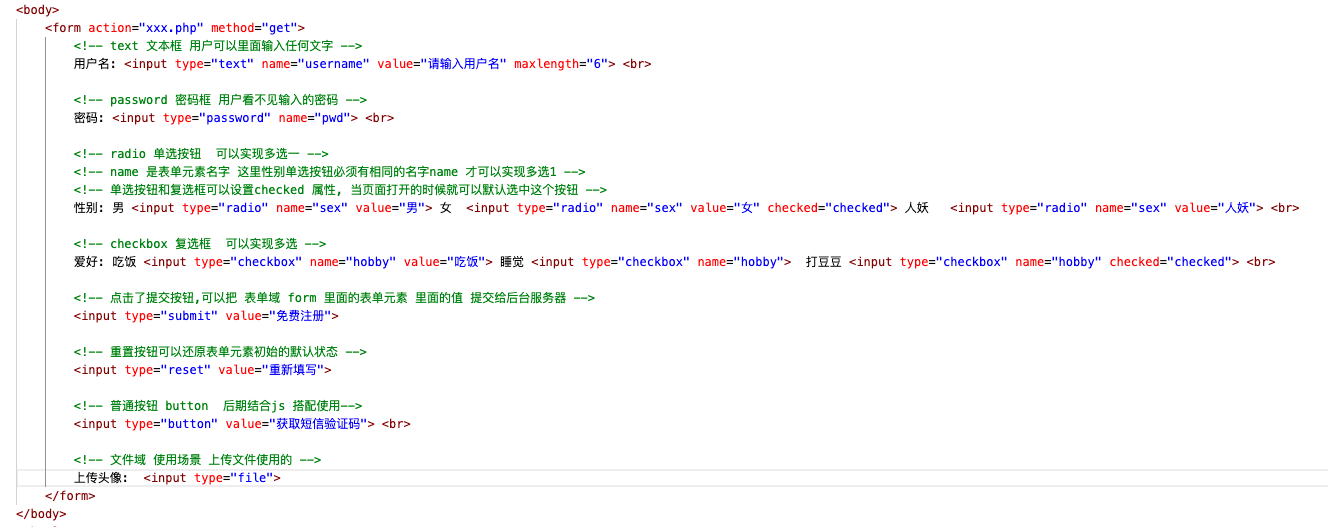 <body>
<form action="xxx.php" method="get">
<!-- text 文本框 用户可以里面输入任何文字 -->
用户名: <input type="text" name="username" value="请输入用户名" maxlength="6"> <br>
<!-- password 密码框 用户看不见输入的密码 -->
密码: <input type="password" name="pwd"> <br>
<!-- radio 单选按钮  可以实现多选一 -->
<!-- name 是表单元素名字 这里性别单选按钮必须有相同的名字name 才可以实现多选1 -->
<!-- 单选按钮和复选框可以设置checked 属性, 当页面打开的时候就可以默认选中这个按钮 -->
性别: 男 <input type="radio" name="sex" value="男"> 女  <input type="radio" name="sex" value="女" checked="checked"> 人妖   <input type="radio" name="sex" value="人妖"> <br>
<!-- checkbox 复选框  可以实现多选 -->
爱好: 吃饭 <input type="checkbox" name="hobby" value="吃饭"> 睡觉 <input type="checkbox" name="hobby">  打豆豆 <input type="checkbox" name="hobby" checked="checked"> <br>
<!-- 点击了提交按钮,可以把 表单域 form 里面的表单元素 里面的值 提交给后台服务器 -->
<input type="submit" value="免费注册">
<!-- 重置按钮可以还原表单元素初始的默认状态 -->
<input type="reset" value="重新填写">
<!-- 普通按钮 button  后期结合js 搭配使用-->
<input type="button" value="获取短信验证码"> <br>
<!-- 文件域 使用场景 上传文件使用的 -->
上传头像:  <input type="file">
</form>
</body>